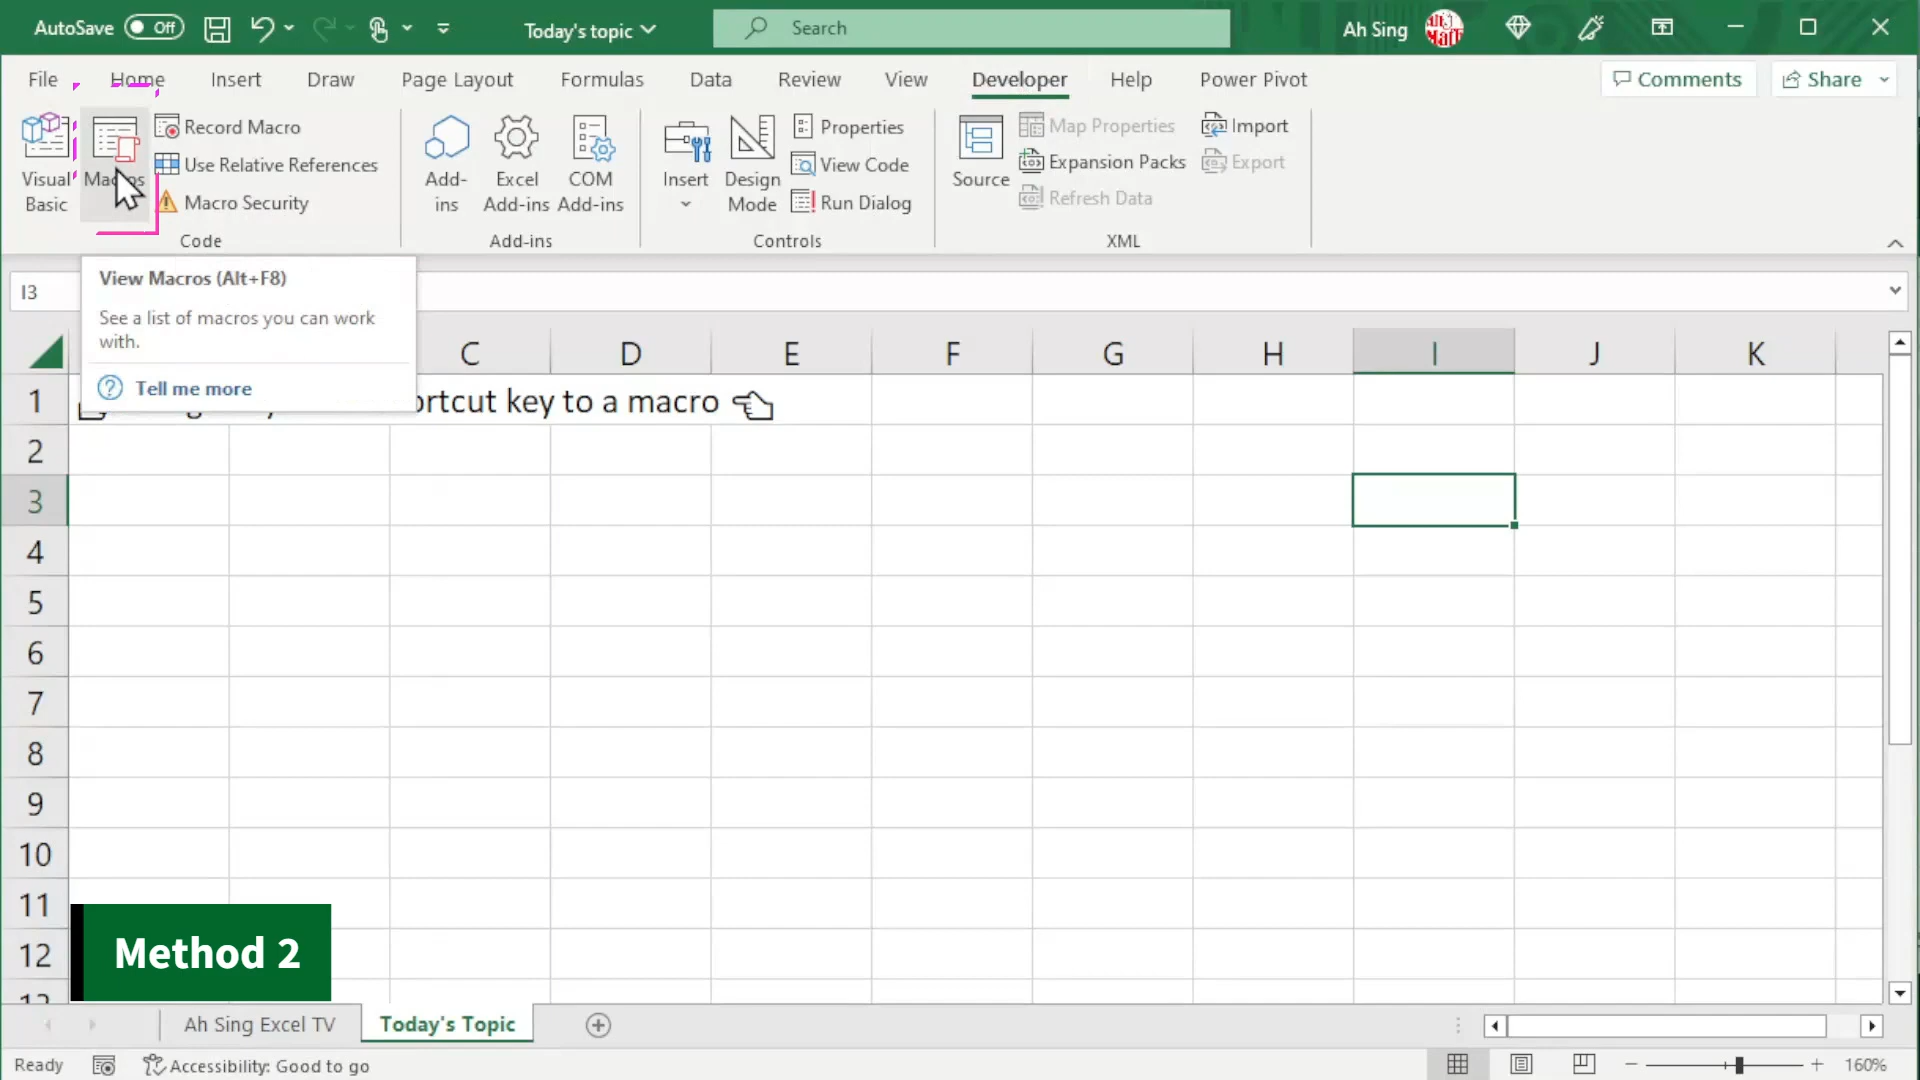 AutoSave Off Today's topic Search Ah Sing
File Home Insert Draw Page Layout Formulas Data Review View Developer Help Power Pivot Comments Share
Visual Basic
Macros
Record Macro
Use Relative References
Macro Security
Code
Add-ins
Excel Add-ins
COM Add-ins
Add-ins
Insert
Design Mode
Properties
View Code
Run Dialog
Controls
Source
Map Properties
Expansion Packs
Refresh Data
Import
Export
XML
I3
View Macros (Alt+F8)
See a list of macros you can work
with.
Tell me more
C D E F G H I J K
1 ortcut key to a macro
2
3
4
5
6
7
8
9
10
11
12
Method 2
Ah Sing Excel TV Today's Topic
Ready Accessibility: Good to go 160%